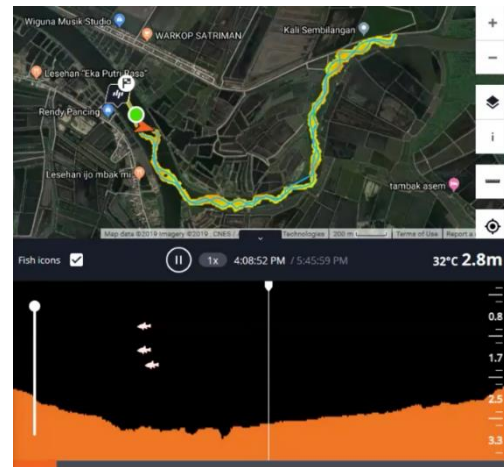 Wiguna Musik Studio
WARKOP SATRIMAN
Kali Sembilangan
Lesehan "Eka Putri Rasa"
Rendy Pancing
Lesehan ijo mbak mi
tambak asem
Map data ©2019 Imagery ©2019 , CNES /
Technologies
200 m
Terms of Use
Report a
Fish icons
1x
4:08:52 PM / 5:45:59 PM
32°C 2.8m
0.8
1.7
2.5
3.3